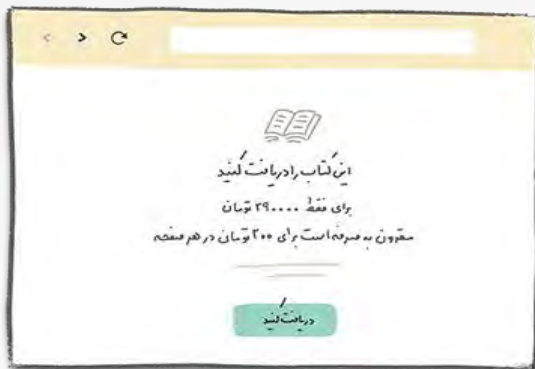 این کتاب را دریافت کنید
برای فقط ۲۹۰۰۰۰ تومان
مقرون به صرفه است برای ۲۰۰ تومان در هر صفحه
دریافت کنید